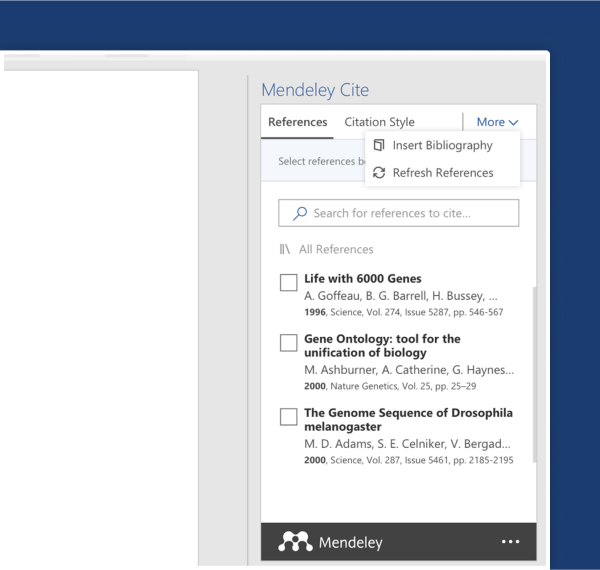 Mendeley Cite
References Citation Style More
Insert Bibliography
Select references b
Refresh References
Search for references to cite...
All References
Life with 6000 Genes
A. Goffeau, B. G. Barrell, H. Bussey, ...
1996, Science, Vol. 274, Issue 5287, pp. 546-567
Gene Ontology: tool for the
unification of biology
M. Ashburner, A. Catherine, G. Haynes...
2000, Nature Genetics, Vol. 25, pp. 25–29
The Genome Sequence of Drosophila
melanogaster
M. D. Adams, S. E. Celniker, V. Bergad...
2000, Science, Vol. 287, Issue 5461, pp. 2185-2195
Mendeley